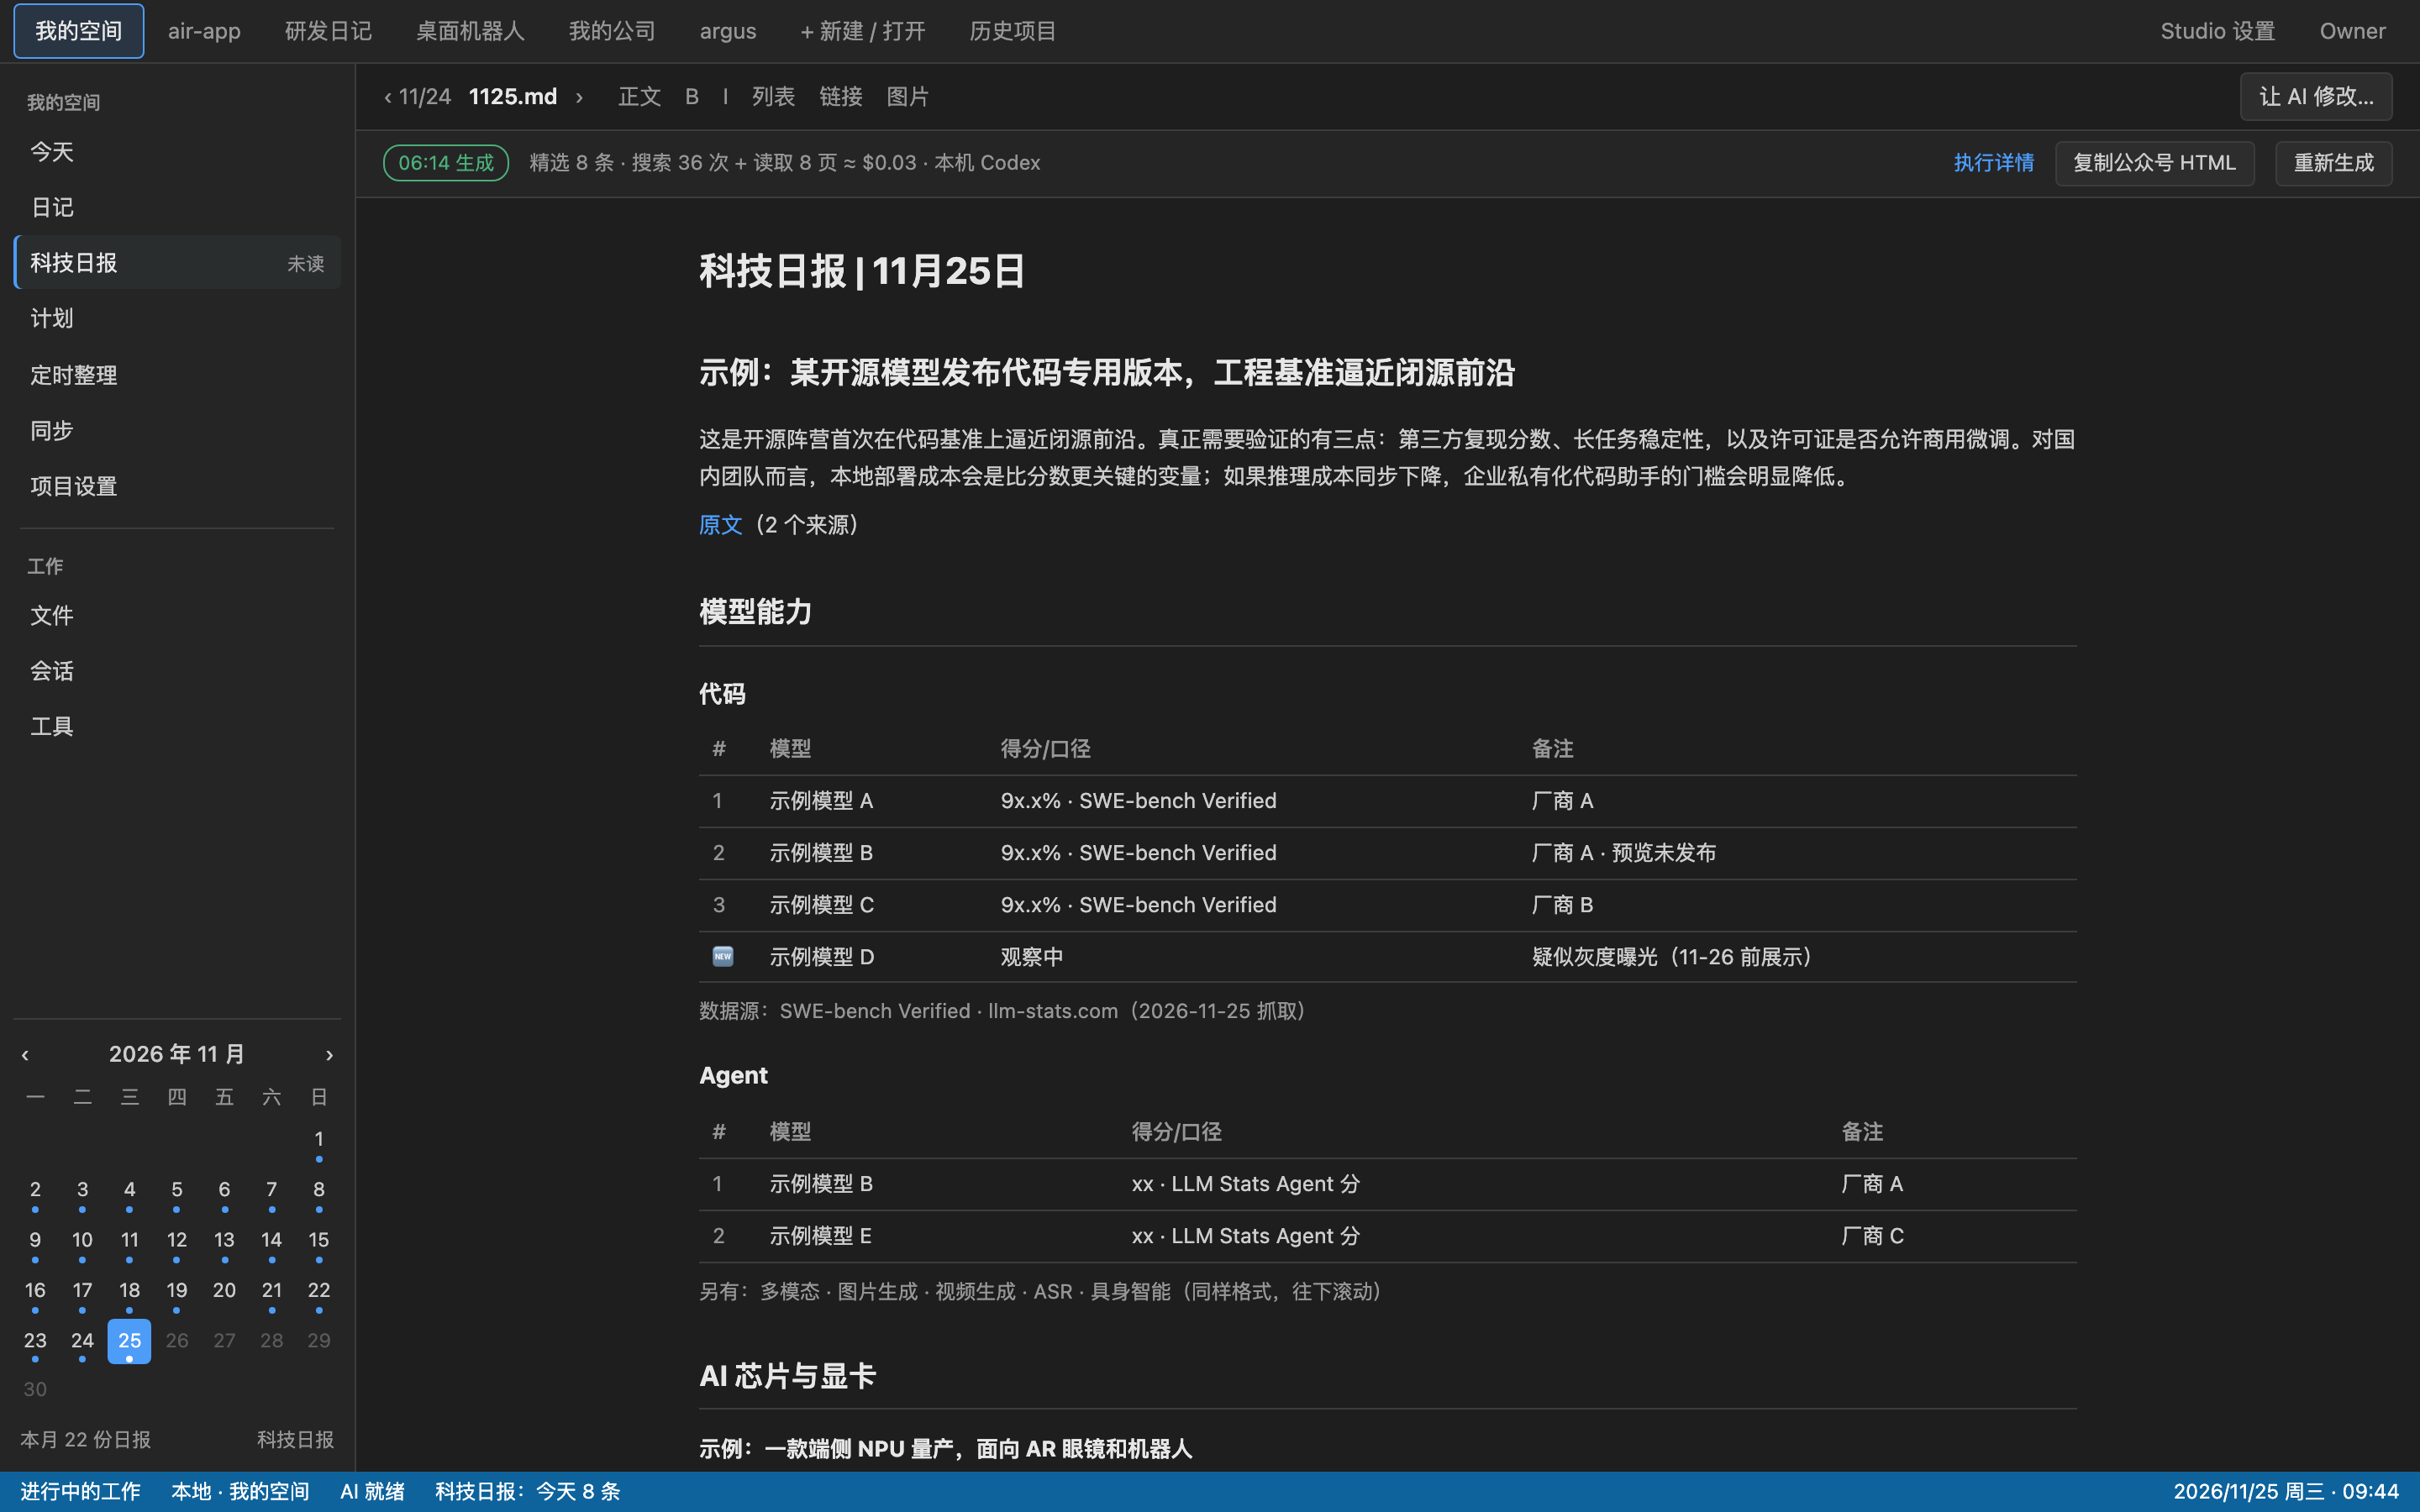 我的空间 air-app 研发日记 桌面机器人 我的公司 argus + 新建 / 打开 历史项目 Studio 设置 Owner
我的空间
今天
日记
科技日报 未读
计划
定时整理
同步
项目设置
工作
文件
会话
工具
‹ 2026 年 11 月 ›
一 二 三 四 五 六 日
1
2 3 4 5 6 7 8
9 10 11 12 13 14 15
16 17 18 19 20 21 22
23 24 25 26 27 28 29
30
本月 22 份日报 科技日报
‹ 11/24 1125.md › 正文 B I 列表 链接 图片 让 AI 修改...
06:14 生成 精选 8 条 · 搜索 36 次 + 读取 8 页 ≈ $0.03 · 本机 Codex 执行详情 复制公众号 HTML 重新生成
科技日报 | 11月25日
示例：某开源模型发布代码专用版本，工程基准逼近闭源前沿
这是开源阵营首次在代码基准上逼近闭源前沿。真正需要验证的有三点：第三方复现分数、长任务稳定性，以及许可证是否允许商用微调。对国
内团队而言，本地部署成本会是比分数更关键的变量；如果推理成本同步下降，企业私有化代码助手的门槛会明显降低。
原文（2 个来源）
模型能力
代码
# 模型 得分/口径 备注
1 示例模型 A 9x.x% · SWE-bench Verified 厂商 A
2 示例模型 B 9x.x% · SWE-bench Verified 厂商 A · 预览未发布
3 示例模型 C 9x.x% · SWE-bench Verified 厂商 B
NEW 示例模型 D 观察中 疑似灰度曝光（11-26 前展示）
数据源：SWE-bench Verified · llm-stats.com（2026-11-25 抓取）
Agent
# 模型 得分/口径 备注
1 示例模型 B xx · LLM Stats Agent 分 厂商 A
2 示例模型 E xx · LLM Stats Agent 分 厂商 C
另有：多模态 · 图片生成 · 视频生成 · ASR · 具身智能（同样格式，往下滚动）
AI 芯片与显卡
示例：一款端侧 NPU 量产，面向 AR 眼镜和机器人
进行中的工作 本地 · 我的空间 AI 就绪 科技日报：今天 8 条 2026/11/25 周三 · 09:44